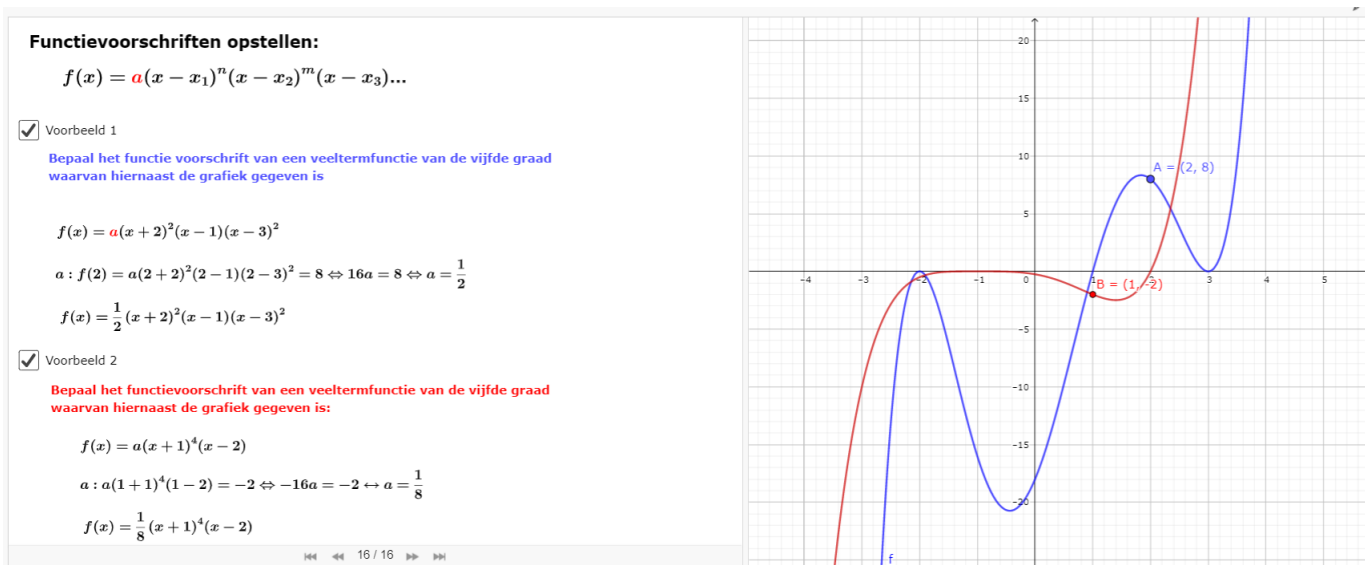 Functievoorschriften opstellen:
f(x) = a(x − x₁)ⁿ(x − x₂)ᵐ(x − x₃)...
Voorbeeld 1
Bepaal het functie voorschrift van een veeltermfunctie van de vijfde graad
waarvan hiernaast de grafiek gegeven is
f(x) = a(x + 2)²(x − 1)(x − 3)²
a : f(2) = a(2 + 2)²(2 − 1)(2 − 3)² = 8 ⇔ 16a = 8 ⇔ a = 1/2
f(x) = 1/2 (x + 2)²(x − 1)(x − 3)²
Voorbeeld 2
Bepaal het functievoorschrift van een veeltermfunctie van de vijfde graad
waarvan hiernaast de grafiek gegeven is:
f(x) = a(x + 1)⁴(x − 2)
a : a(1 + 1)⁴(1 − 2) = −2 ⇔ −16a = −2 ↔ a = 1/8
f(x) = 1/8 (x + 1)⁴(x − 2)
16 / 16
20
15
10
A = (2, 8)
5
−4 −3 −2 −1 0 1 3 4 5
B = (1, −2)
−5
−10
−15
−20
f